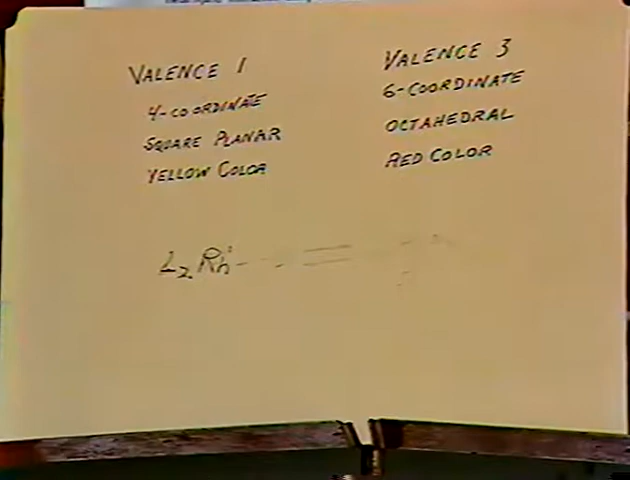 VALENCE 1
4-COORDINATE
SQUARE PLANAR
YELLOW COLOR
VALENCE 3
6-COORDINATE
OCTAHEDRAL
RED COLOR
L₂Rh